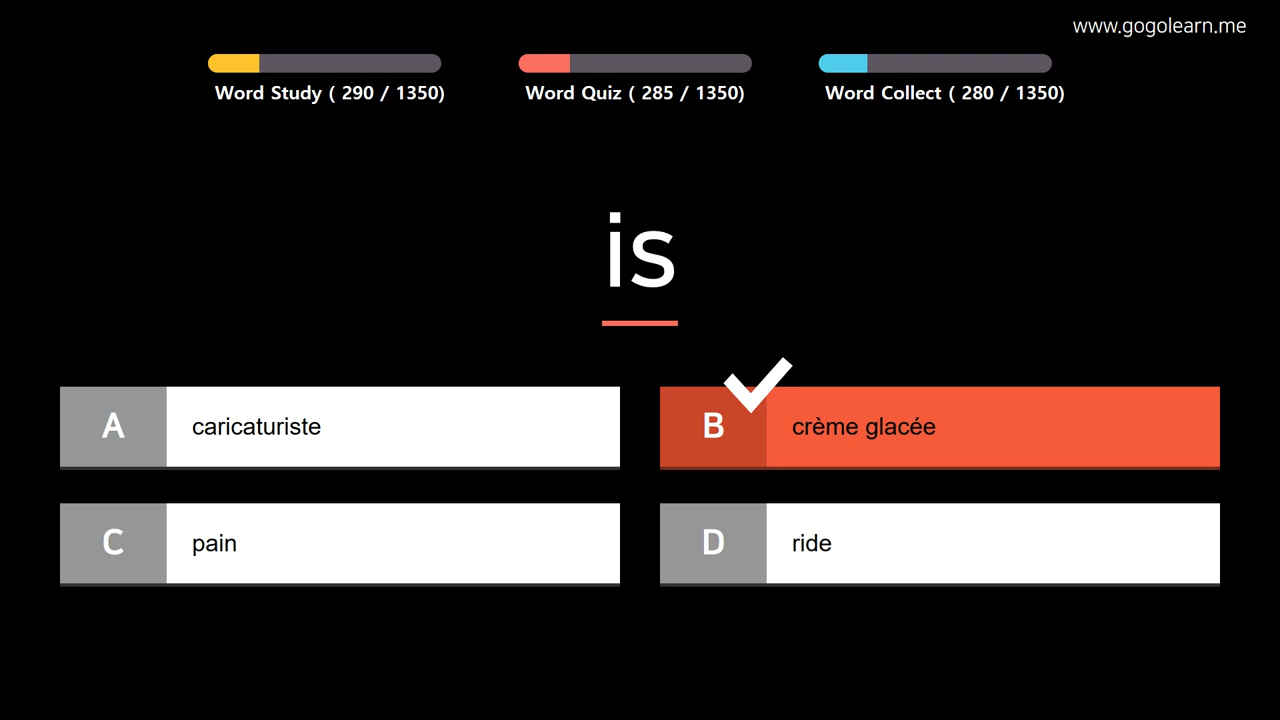 www.gogolearn.me
Word Study ( 290 / 1350)
Word Quiz ( 285 / 1350)
Word Collect ( 280 / 1350)
is
A caricaturiste
B crème glacée
C pain
D ride